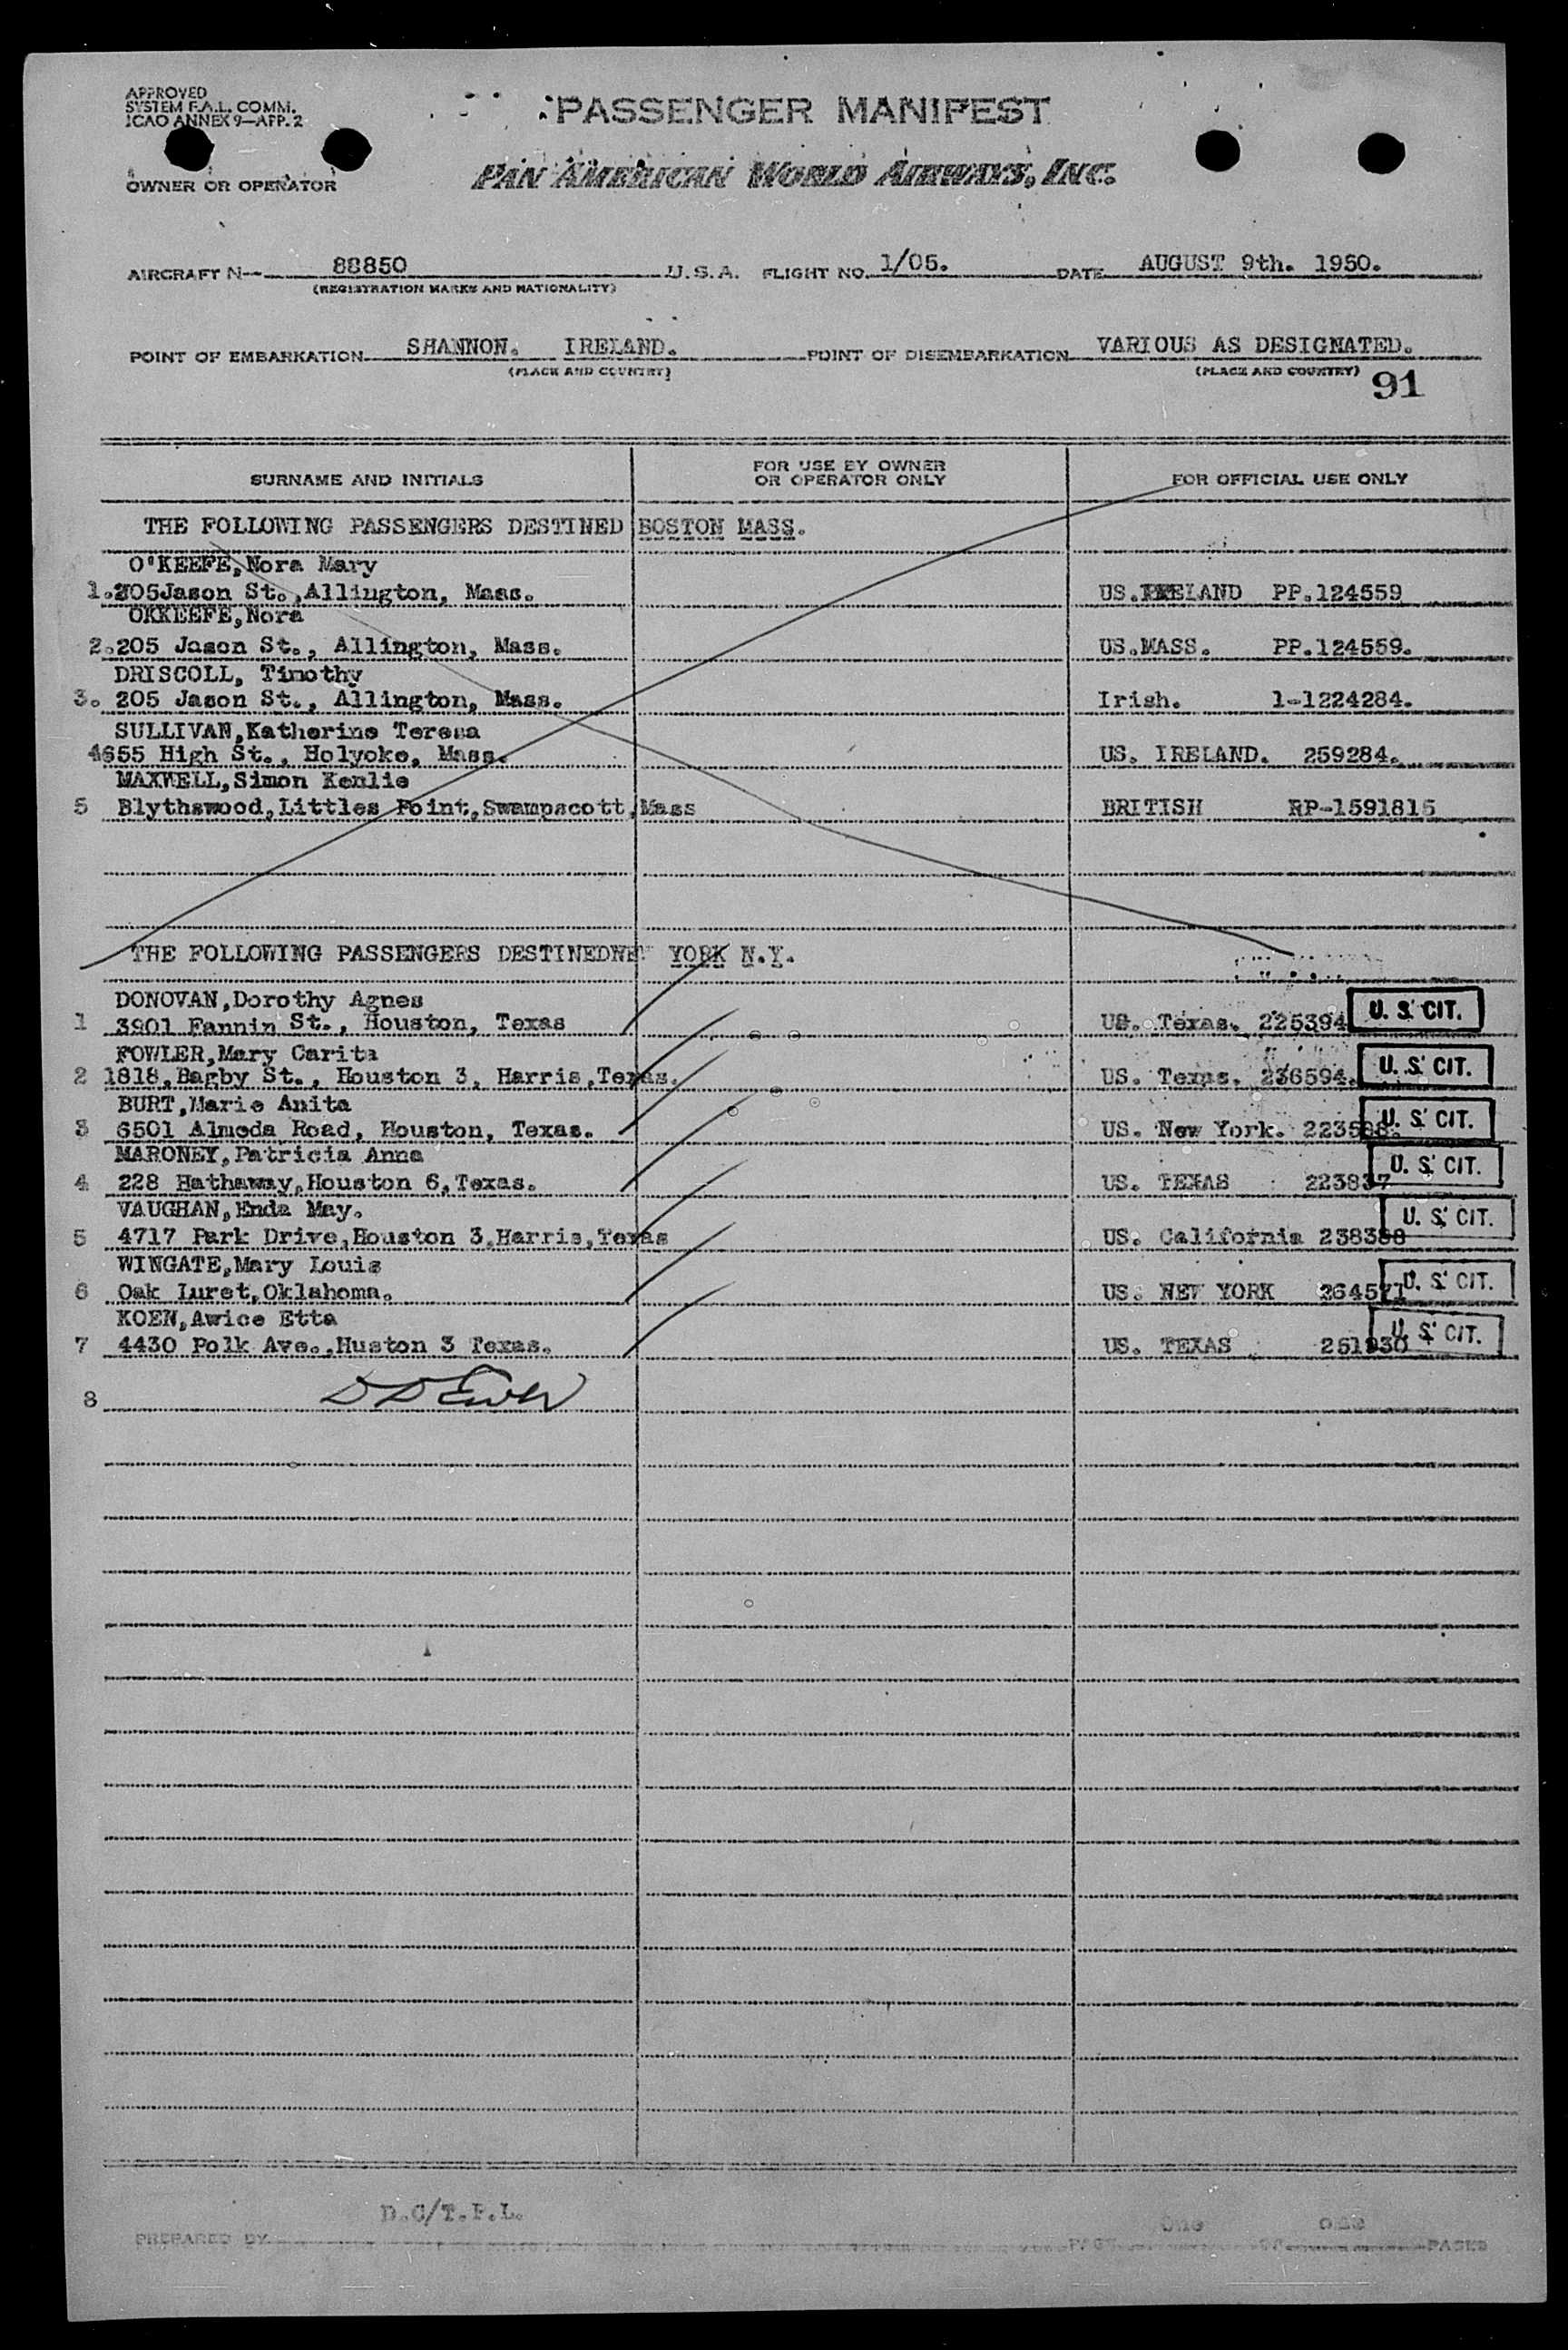 APPROVED
SYSTEM F.A.L. COMM.
ICAO ANNEX 9—APP. 2
PASSENGER MANIFEST
OWNER OR OPERATOR
PAN AMERICAN WORLD AIRWAYS, INC.
AIRCRAFT N— 88850 U.S.A. FLIGHT NO. 1/05. DATE AUGUST 9th. 1950.
(REGISTRATION MARKS AND NATIONALITY)
POINT OF EMBARKATION SHANNON. IRELAND. POINT OF DISEMBARKATION VARIOUS AS DESIGNATED.
(PLACE AND COUNTRY) (PLACE AND COUNTRY)
91
SURNAME AND INITIALS FOR USE BY OWNER OR OPERATOR ONLY FOR OFFICIAL USE ONLY
THE FOLLOWING PASSENGERS DESTINED BOSTON MASS.
O'KEEFE,Nora Mary
1. 205Jason St.,Allington, Mass. US.IRELAND PP.124559
OKKEEFE,Nora
2. 205 Jason St., Allington, Mass. US.MASS. PP.124559.
DRISCOLL, Timothy
3. 205 Jason St., Allington, Mass. Irish. 1-1224284.
SULLIVAN,Katherine Teresa
4655 High St., Holyoke, Mass. US. IRELAND. 259284.
MAXWELL,Simon Kenlie
5 Blythswood,Littles Point,Swampscott,Mass BRITISH RP-1591815
THE FOLLOWING PASSENGERS DESTINEDNEW YORK N.Y.
DONOVAN,Dorothy Agnes
1 3901 Fannin St., Houston, Texas US. Texas. 225394 U. S. CIT.
FOWLER,Mary Carita
2 1818,Bagby St., Houston 3, Harris,Texas. US. Texas. 236594. U. S. CIT.
BURT,Marie Anita
3 6501 Almeda Road, Houston, Texas. US. New York. U. S. CIT.
MARONEY,Patricia Anna
4 228 Hathaway,Houston 6,Texas. US. TEXAS 223837 U. S. CIT.
VAUGHAN,Enda May.
5 4717 Park Drive,Houston 3,Harris,Texas US. California 238388 U. S. CIT.
WINGATE,Mary Louis
6 Oak Luret,Oklahoma. US. NEW YORK 264571 U. S. CIT.
KOEN,Awice Etta
7 4430 Polk Ave.,Huston 3 Texas. US. TEXAS 251930 U. S. CIT.
8
D.C/T.P.L.
PREPARED BY PAGE One OF one PAGES